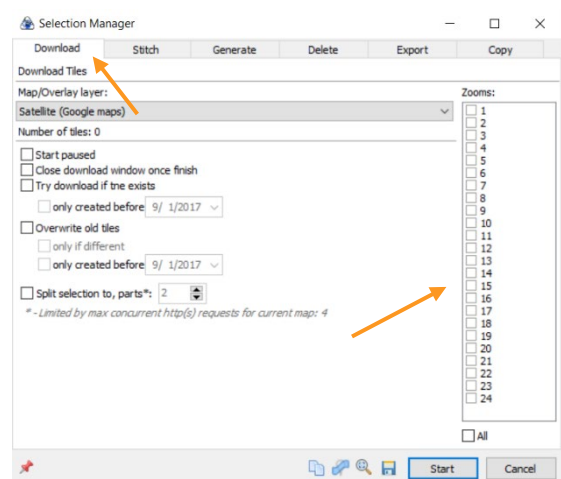 Selection Manager
Download Stitch Generate Delete Export Copy
Download Tiles
Map/Overlay layer:
Satellite (Google maps)
Number of tiles: 0
Start paused
Close download window once finish
Try download if tne exists
only created before 9/ 1/2017
Overwrite old tiles
only if different
only created before 9/ 1/2017
Split selection to, parts*: 2
* - Limited by max concurrent http(s) requests for current map: 4
Zooms:
1
2
3
4
5
6
7
8
9
10
11
12
13
14
15
16
17
18
19
20
21
22
23
24
All
Start Cancel